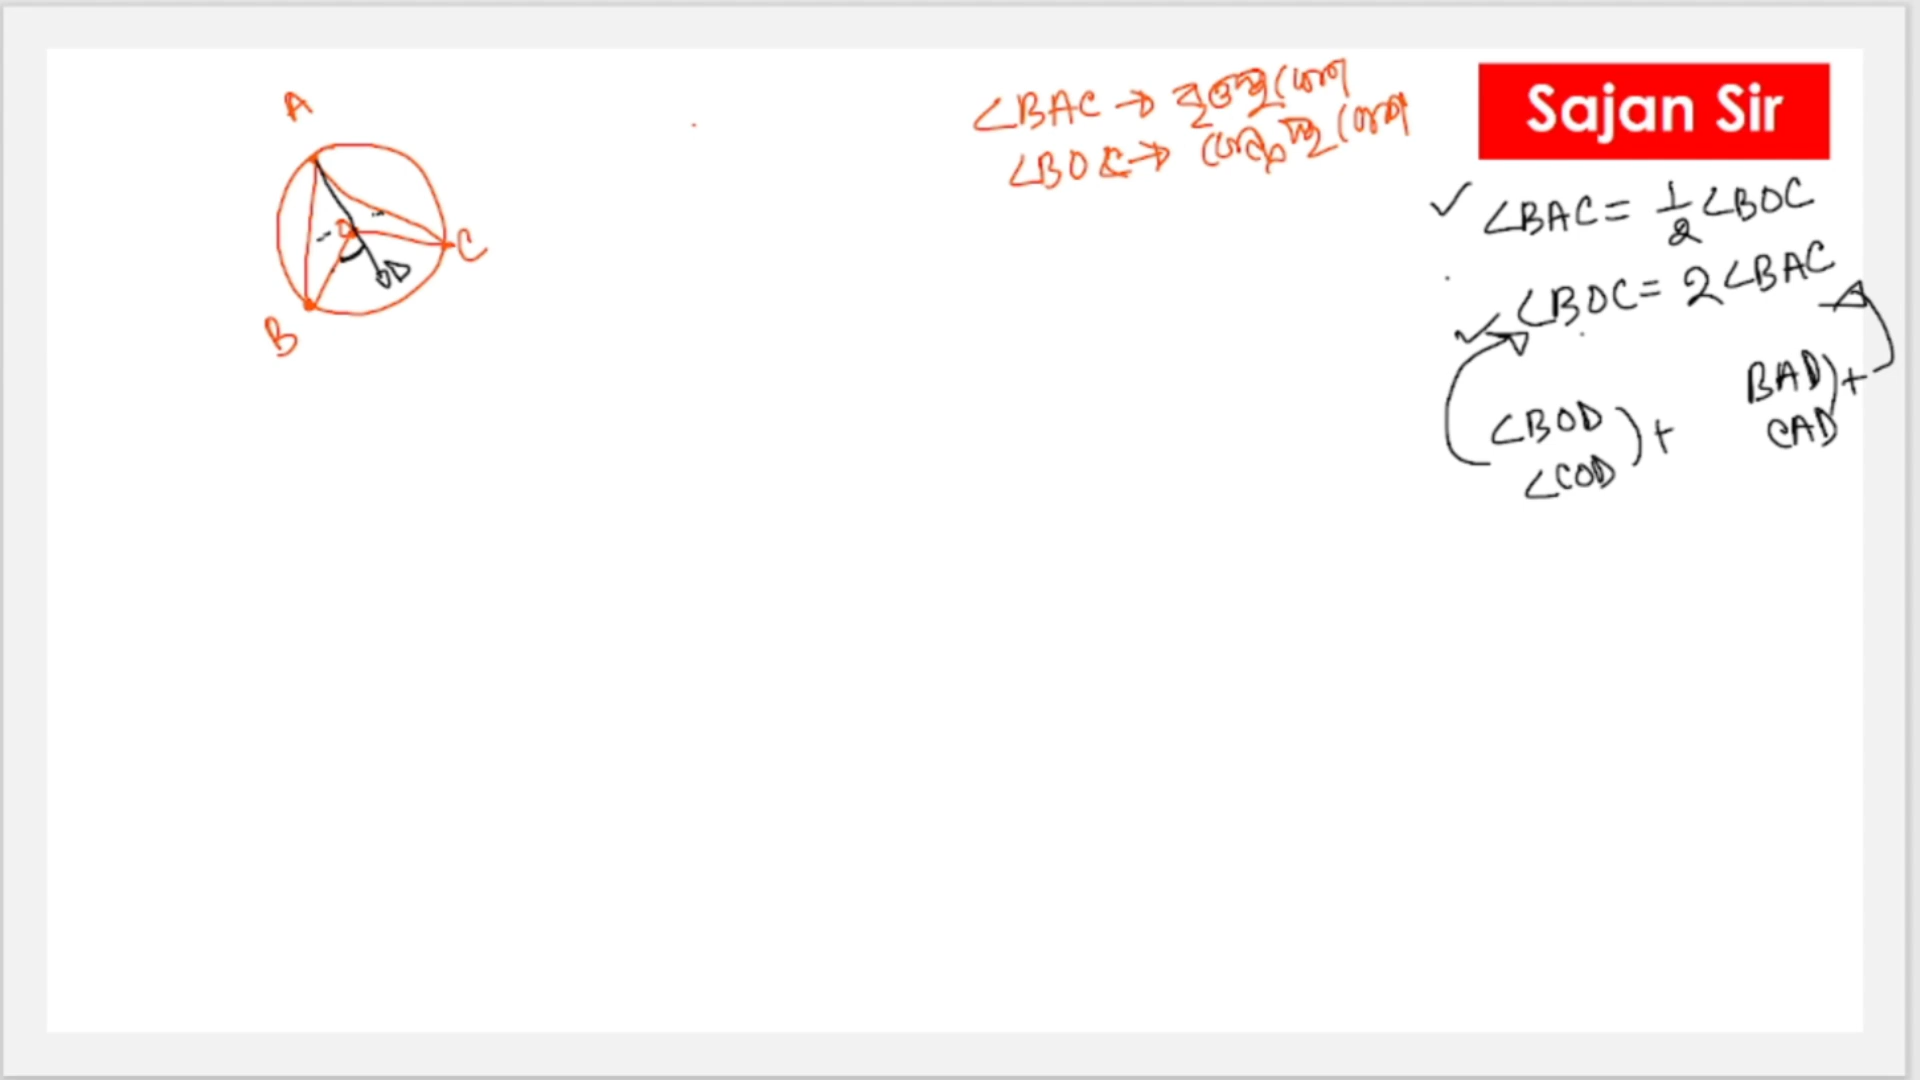 A
O
C
D
B
∠BAC → বৃত্তস্থ কোণ
∠BOC → কেন্দ্রস্থ কোণ
Sajan Sir
✓ ∠BAC = 1/2 ∠BOC
✓ ∠BOC = 2∠BAC
∠BOD
∠COD ) +
BAD
CAD ) +